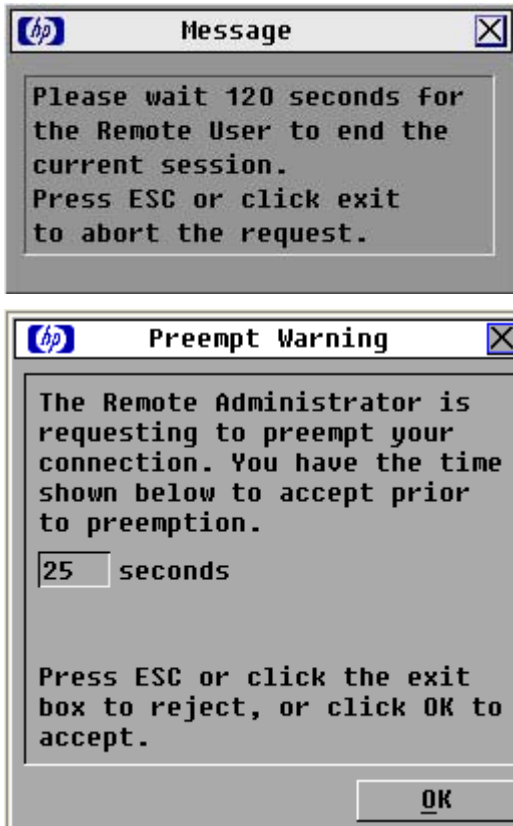 hp Message
Please wait 120 seconds for
the Remote User to end the
current session.
Press ESC or click exit
to abort the request.
hp Preempt Warning
The Remote Administrator is
requesting to preempt your
connection. You have the time
shown below to accept prior
to preemption.
25 seconds
Press ESC or click the exit
box to reject, or click OK to
accept.
OK